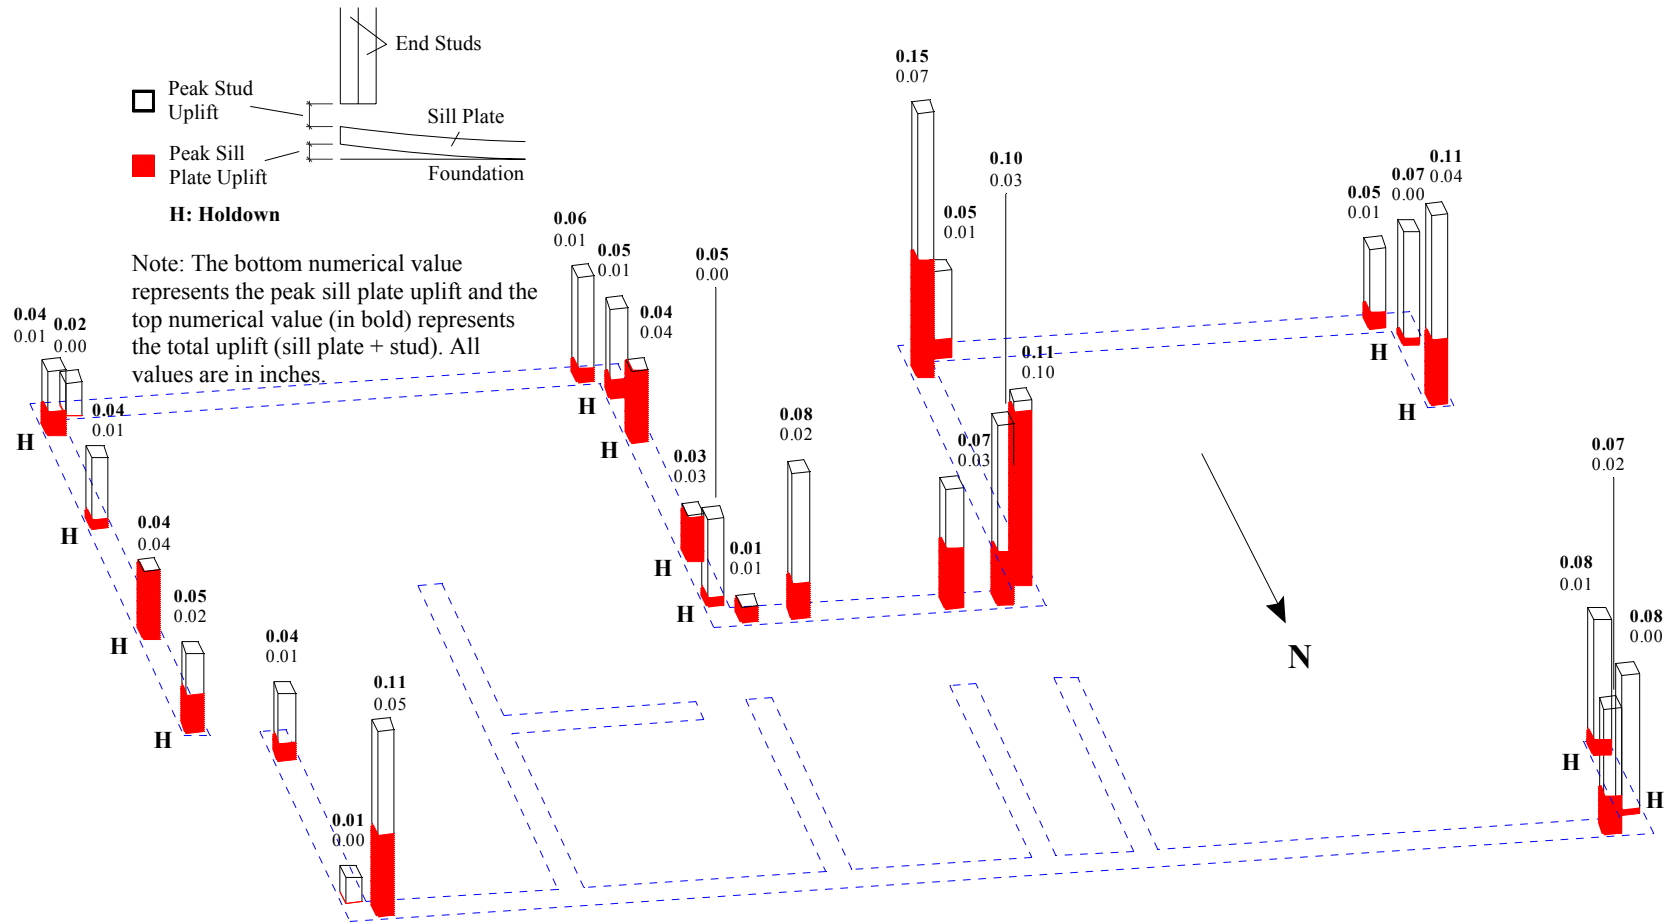 End Studs
Peak Stud
Uplift
Sill Plate
Peak Sill
Plate Uplift
Foundation
H: Holdown
Note: The bottom numerical value
represents the peak sill plate uplift and the
top numerical value (in bold) represents
the total uplift (sill plate + stud). All
values are in inches.
0.15
0.07
0.10
0.03
0.11
0.04
0.07
0.00
0.05
0.01
0.05
0.01
0.06
0.01
0.05
0.01
0.05
0.00
0.04
0.04
0.04
0.01
0.02
0.00
H
H
H
H
H
0.11
0.10
0.04
0.01
H
0.03
0.03
0.08
0.02
0.07
0.03
0.07
0.02
0.04
0.04
H
0.01
0.01
H
H
0.05
0.02
H
0.08
0.01
N
0.08
0.00
0.04
0.01
0.11
0.05
H
H
H
0.01
0.00